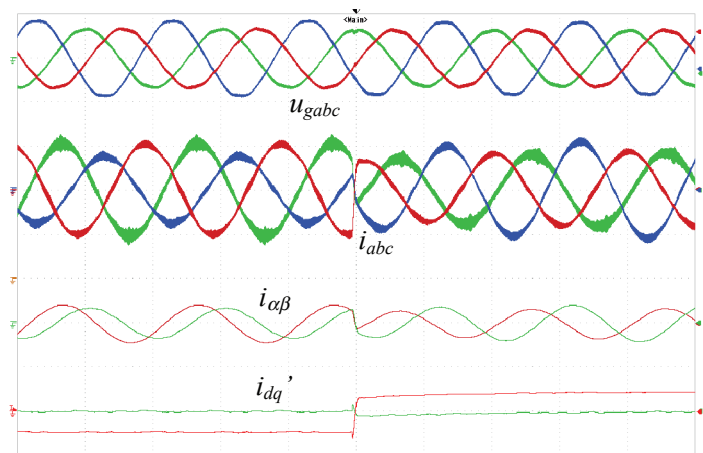 <Main>
u_gabc
i_abc
i_αβ
i_dq’